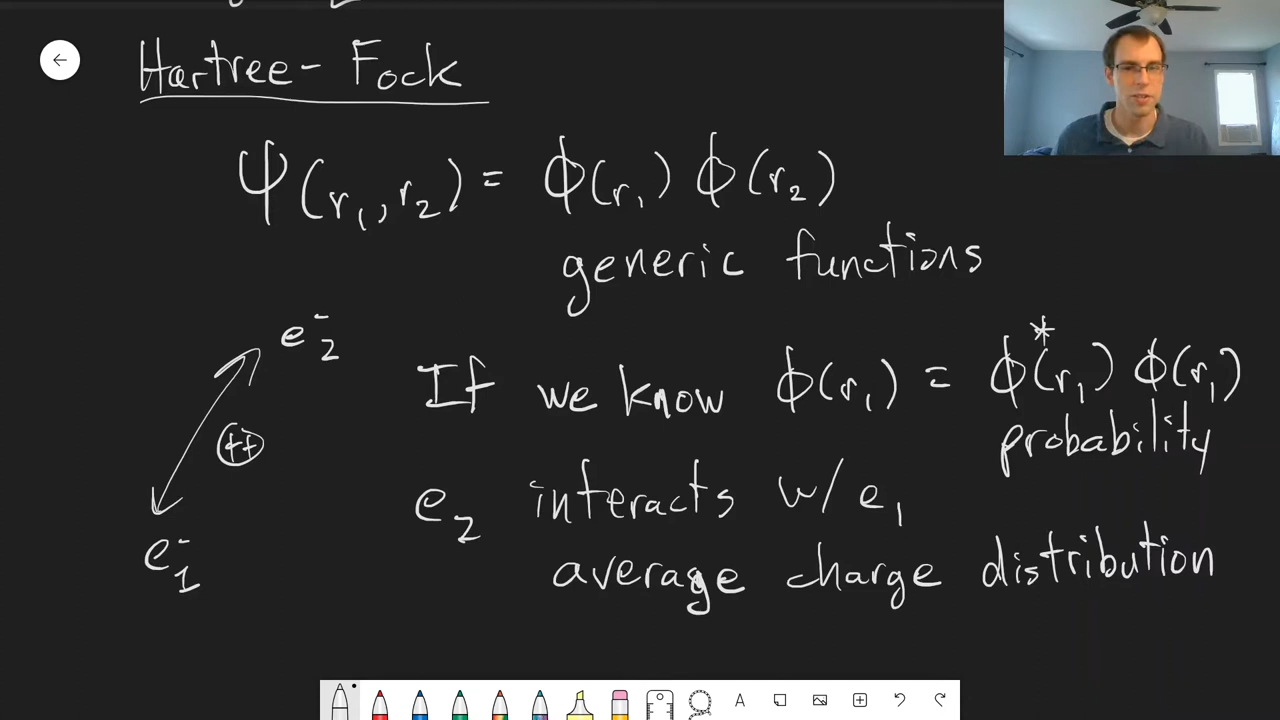 Hartree-Fock
ψ(r₁,r₂) = ϕ(r₁) ϕ(r₂)
generic functions
e₂⁻
If we know ϕ(r₁) = ϕ*(r₁) ϕ(r₁)
++
probability
e₂ interacts w/ e₁
e₁⁻
average charge distribution
A